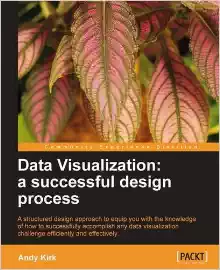 Community Experience Distilled
Data Visualization:
a successful design
process
A structured design approach to equip you with the knowledge
of how to successfully accomplish any data visualization
challenge efficiently and effectively.
Andy Kirk
PACKT